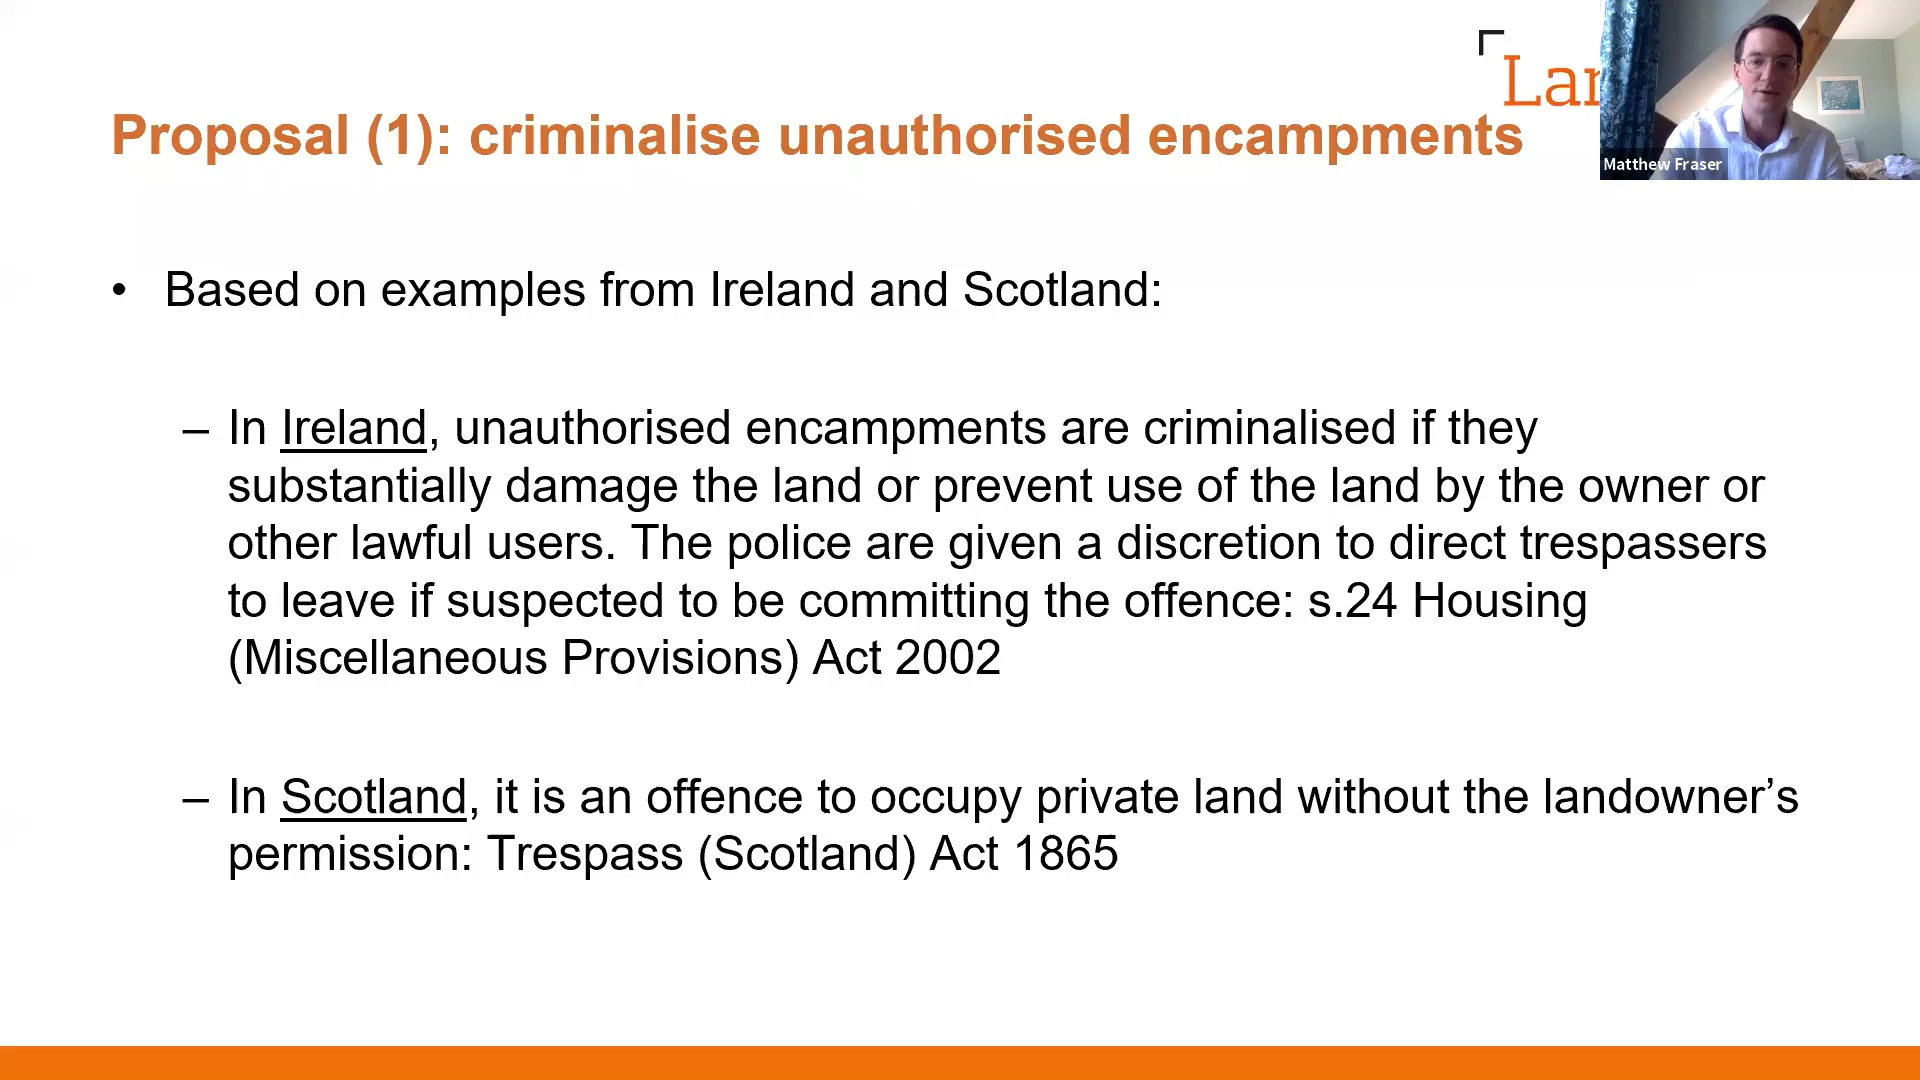 Lan
Matthew Fraser
Proposal (1): criminalise unauthorised encampments
• Based on examples from Ireland and Scotland:
– In Ireland, unauthorised encampments are criminalised if they
substantially damage the land or prevent use of the land by the owner or
other lawful users. The police are given a discretion to direct trespassers
to leave if suspected to be committing the offence: s.24 Housing
(Miscellaneous Provisions) Act 2002
– In Scotland, it is an offence to occupy private land without the landowner’s
permission: Trespass (Scotland) Act 1865